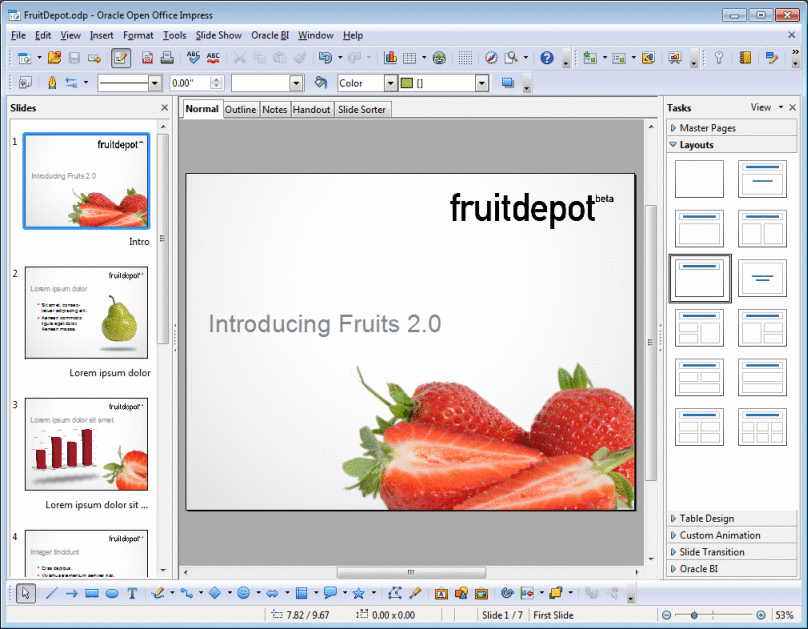 FruitDepot.odp - Oracle Open Office Impress
File Edit View Insert Format Tools Slide Show Oracle BI Window Help
ABC ABC
0.00" Color []
Slides
1
fruitdepot
Introducing Fruits 2.0
Intro
2
fruitdepot
Lorem ipsum dolor
Lorem ipsum dolor
3
fruitdepot
Lorem ipsum dolor sit amet
Lorem ipsum dolor sit ...
4
fruitdepot
Integer tincidunt
Cras dapibus.
Normal Outline Notes Handout Slide Sorter
fruitdepot beta
Introducing Fruits 2.0
Tasks View
Master Pages
Layouts
Table Design
Custom Animation
Slide Transition
Oracle BI
T
7.82 / 9.67 0.00 x 0.00 Slide 1 / 7 First Slide 53%